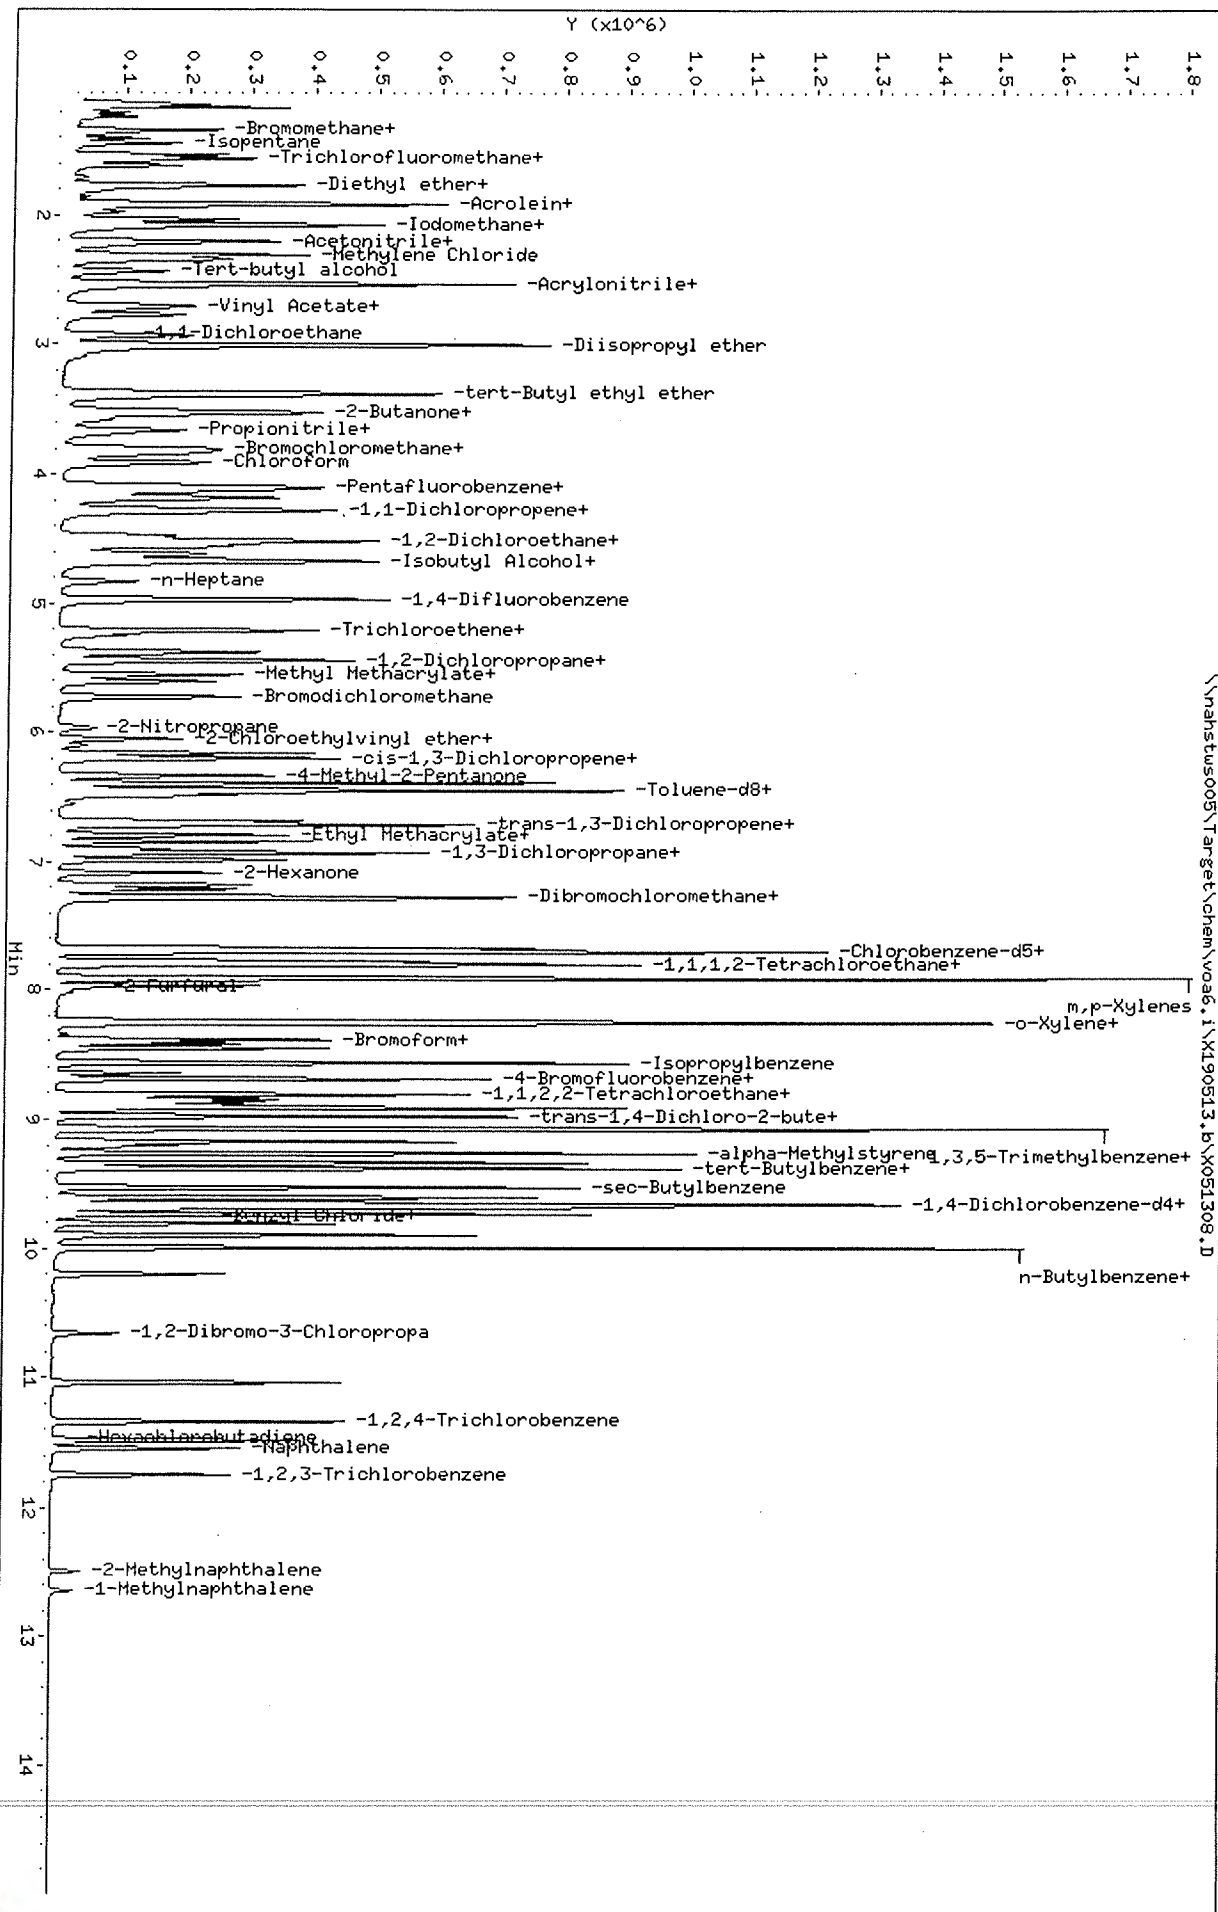 Y (x10^6)
0.1
0.2
0.3
0.4
0.5
0.6
0.7
0.8
0.9
1.0
1.1
1.2
1.3
1.4
1.5
1.6
1.7
1.8
\\nahstws005\Target\chem\voa6.i\X190513.b\X051308.D
-Bromomethane+
-Isopentane
-Trichlorofluoromethane+
-Diethyl ether+
-Acrolein+
2
-Iodomethane+
-Acetonitrile+
-Methylene Chloride
-Tert-butyl alcohol
-Acrylonitrile+
-Vinyl Acetate+
-1,1-Dichloroethane
3
-Diisopropyl ether
-tert-Butyl ethyl ether
-2-Butanone+
-Propionitrile+
-Bromochloromethane+
-Chloroform
4
-Pentafluorobenzene+
-1,1-Dichloropropene+
-1,2-Dichloroethane+
-Isobutyl Alcohol+
-n-Heptane
-1,4-Difluorobenzene
5
-Trichloroethene+
-1,2-Dichloropropane+
-Methyl Methacrylate+
-Bromodichloromethane
-2-Nitropropane
6
-2-Chloroethylvinyl ether+
-cis-1,3-Dichloropropene+
-4-Methyl-2-Pentanone
-Toluene-d8+
-trans-1,3-Dichloropropene+
-Ethyl Methacrylate+
-1,3-Dichloropropane+
7
-2-Hexanone
-Dibromochloromethane+
-Chlorobenzene-d5+
-1,1,1,2-Tetrachloroethane+
Min
8
-2-Furfural
m,p-Xylenes
-o-Xylene+
-Bromoform+
-Isopropylbenzene
-4-Bromofluorobenzene+
-1,1,2,2-Tetrachloroethane+
9
-trans-1,4-Dichloro-2-bute+
-alpha-Methylstyrene
1,3,5-Trimethylbenzene+
-tert-Butylbenzene+
-sec-Butylbenzene
-1,4-Dichlorobenzene-d4+
-Benzyl Chloride+
10
n-Butylbenzene+
-1,2-Dibromo-3-Chloropropa
11
-1,2,4-Trichlorobenzene
-Hexachlorobutadiene
-Naphthalene
-1,2,3-Trichlorobenzene
12
-2-Methylnaphthalene
-1-Methylnaphthalene
13
14